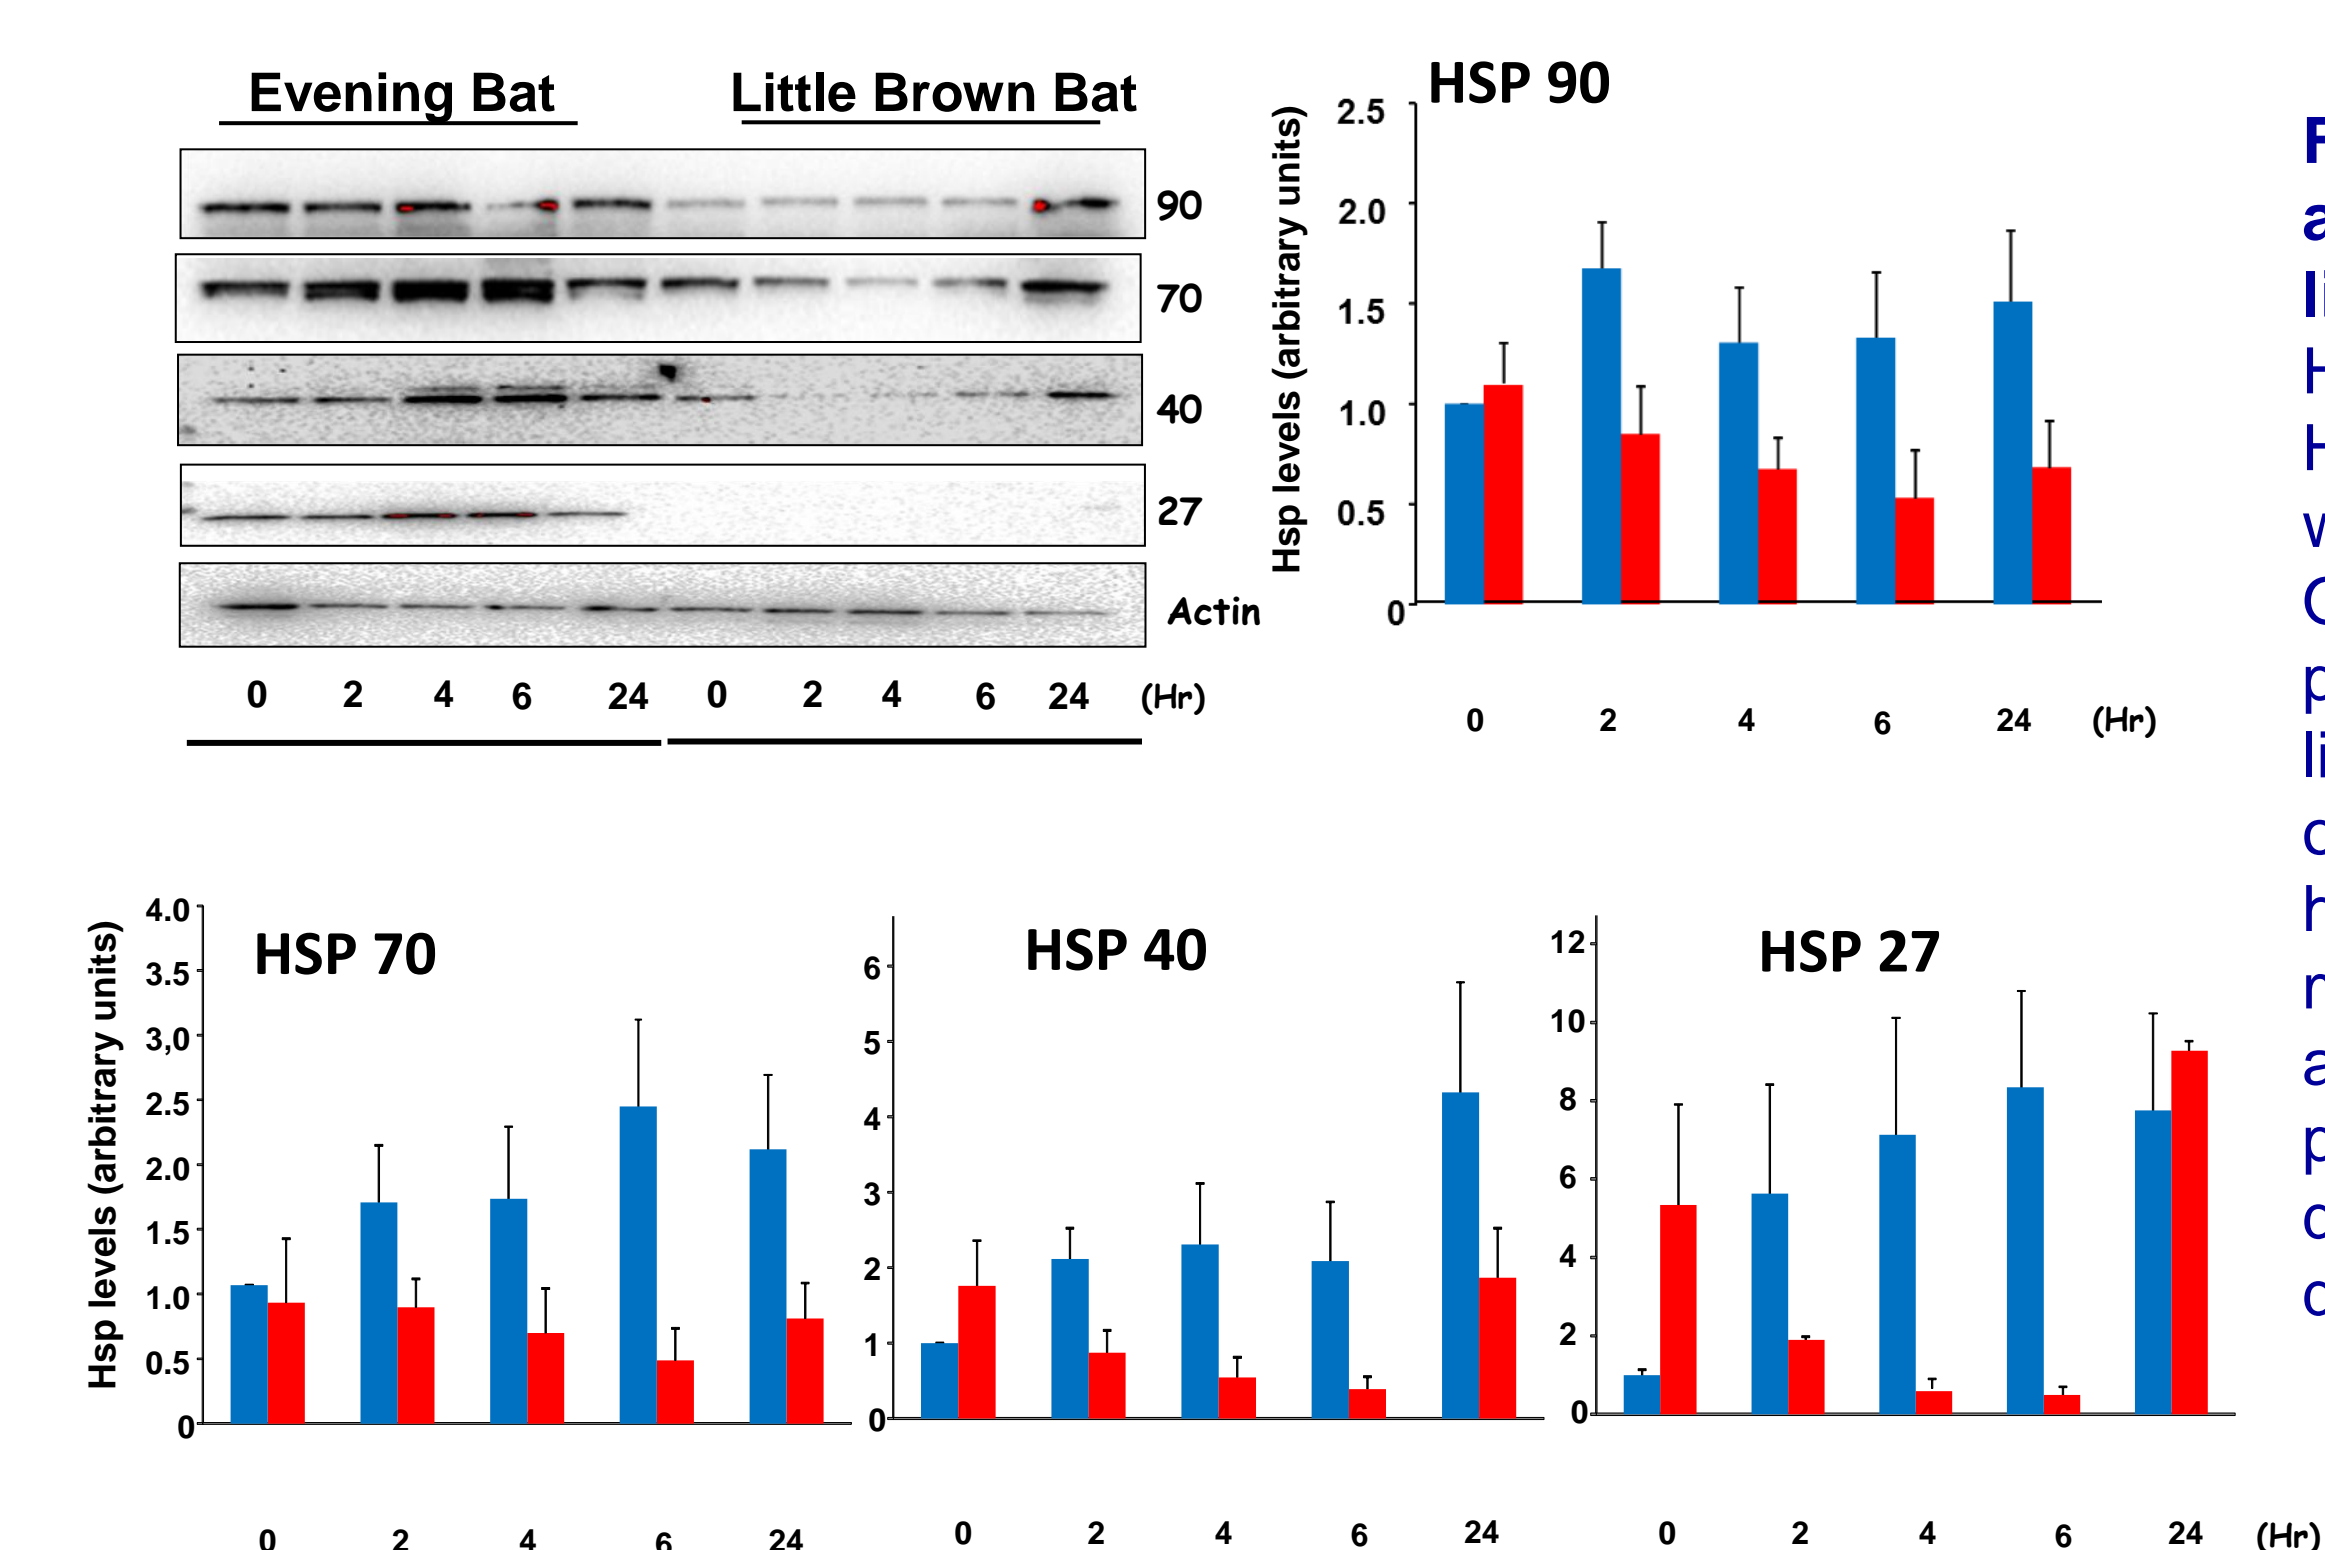 Evening Bat
Little Brown Bat
90
70
40
27
Actin
0 2 4 6 24 0 2 4 6 24 (Hr)
HSP 90
Hsp levels (arbitrary units)
2.5
2.0
1.5
1.0
0.5
0
0 2 4 6 24 (Hr)
HSP 70
Hsp levels (arbitrary units)
4.0
3.5
3,0
2.5
2.0
1.5
1.0
0.5
0
0 2 4 6 24
HSP 40
6
5
4
3
2
1
0
0 2 4 6 24
HSP 27
12
10
8
6
4
2
0
0 2 4 6 24 (Hr)